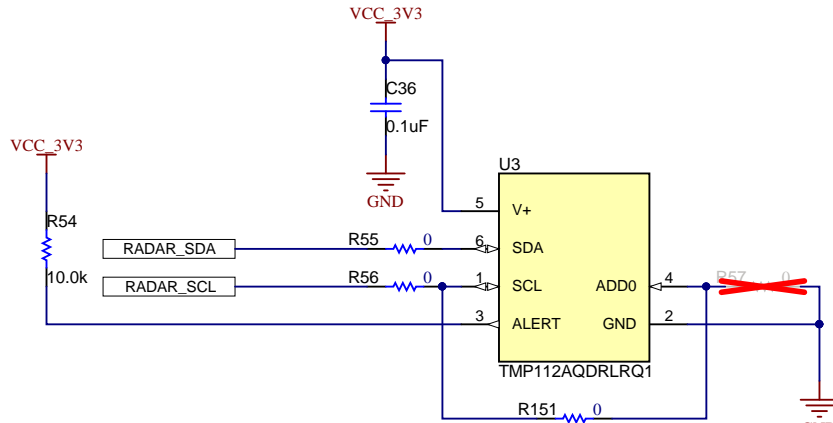 VCC_3V3
C36
0.1uF
GND
VCC_3V3
R54
10.0k
RADAR_SDA
RADAR_SCL
R55 0
R56 0
U3
5 V+
6 SDA
1 SCL
3 ALERT
ADD0 4
GND 2
TMP112AQDRLRQ1
R57 0
R151 0